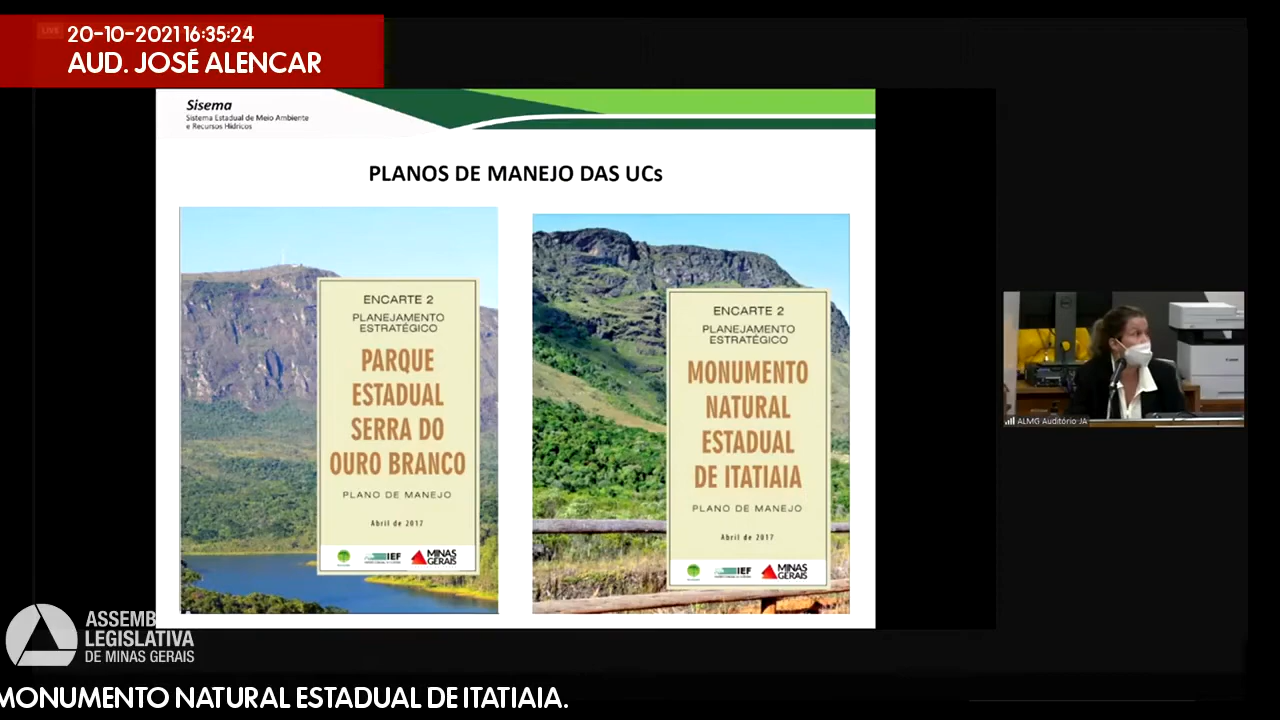 LIVE
20-10-2021 16:35:24
AUD. JOSÉ ALENCAR
Sisema
Sistema Estadual de Meio Ambiente
e Recursos Hídricos
PLANOS DE MANEJO DAS UCs
ENCARTE 2
PLANEJAMENTO
ESTRATÉGICO
PARQUE
ESTADUAL
SERRA DO
OURO BRANCO
PLANO DE MANEJO
Abril de 2017
IEF
MINAS
GERAIS
ENCARTE 2
PLANEJAMENTO
ESTRATÉGICO
MONUMENTO
NATURAL
ESTADUAL
DE ITATIAIA
PLANO DE MANEJO
Abril de 2017
IEF
MINAS
GERAIS
ALMG Auditório JA
ASSEMB A
LEGISLATIVA
DE MINAS GERAIS
MONUMENTO NATURAL ESTADUAL DE ITATIAIA.